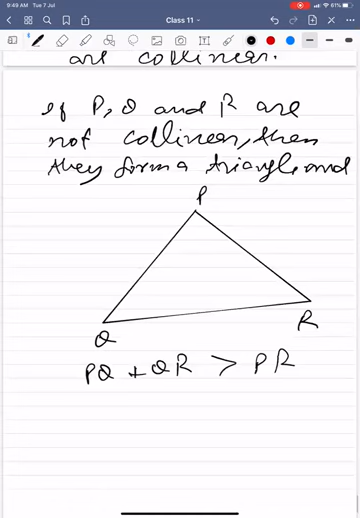 9:49 AM Tue 7 Jul
61%
Class 11
are collinear.
If P, Q and R are
not collinear, then
they form a triangle and
P
Q
R
PQ + QR > PR